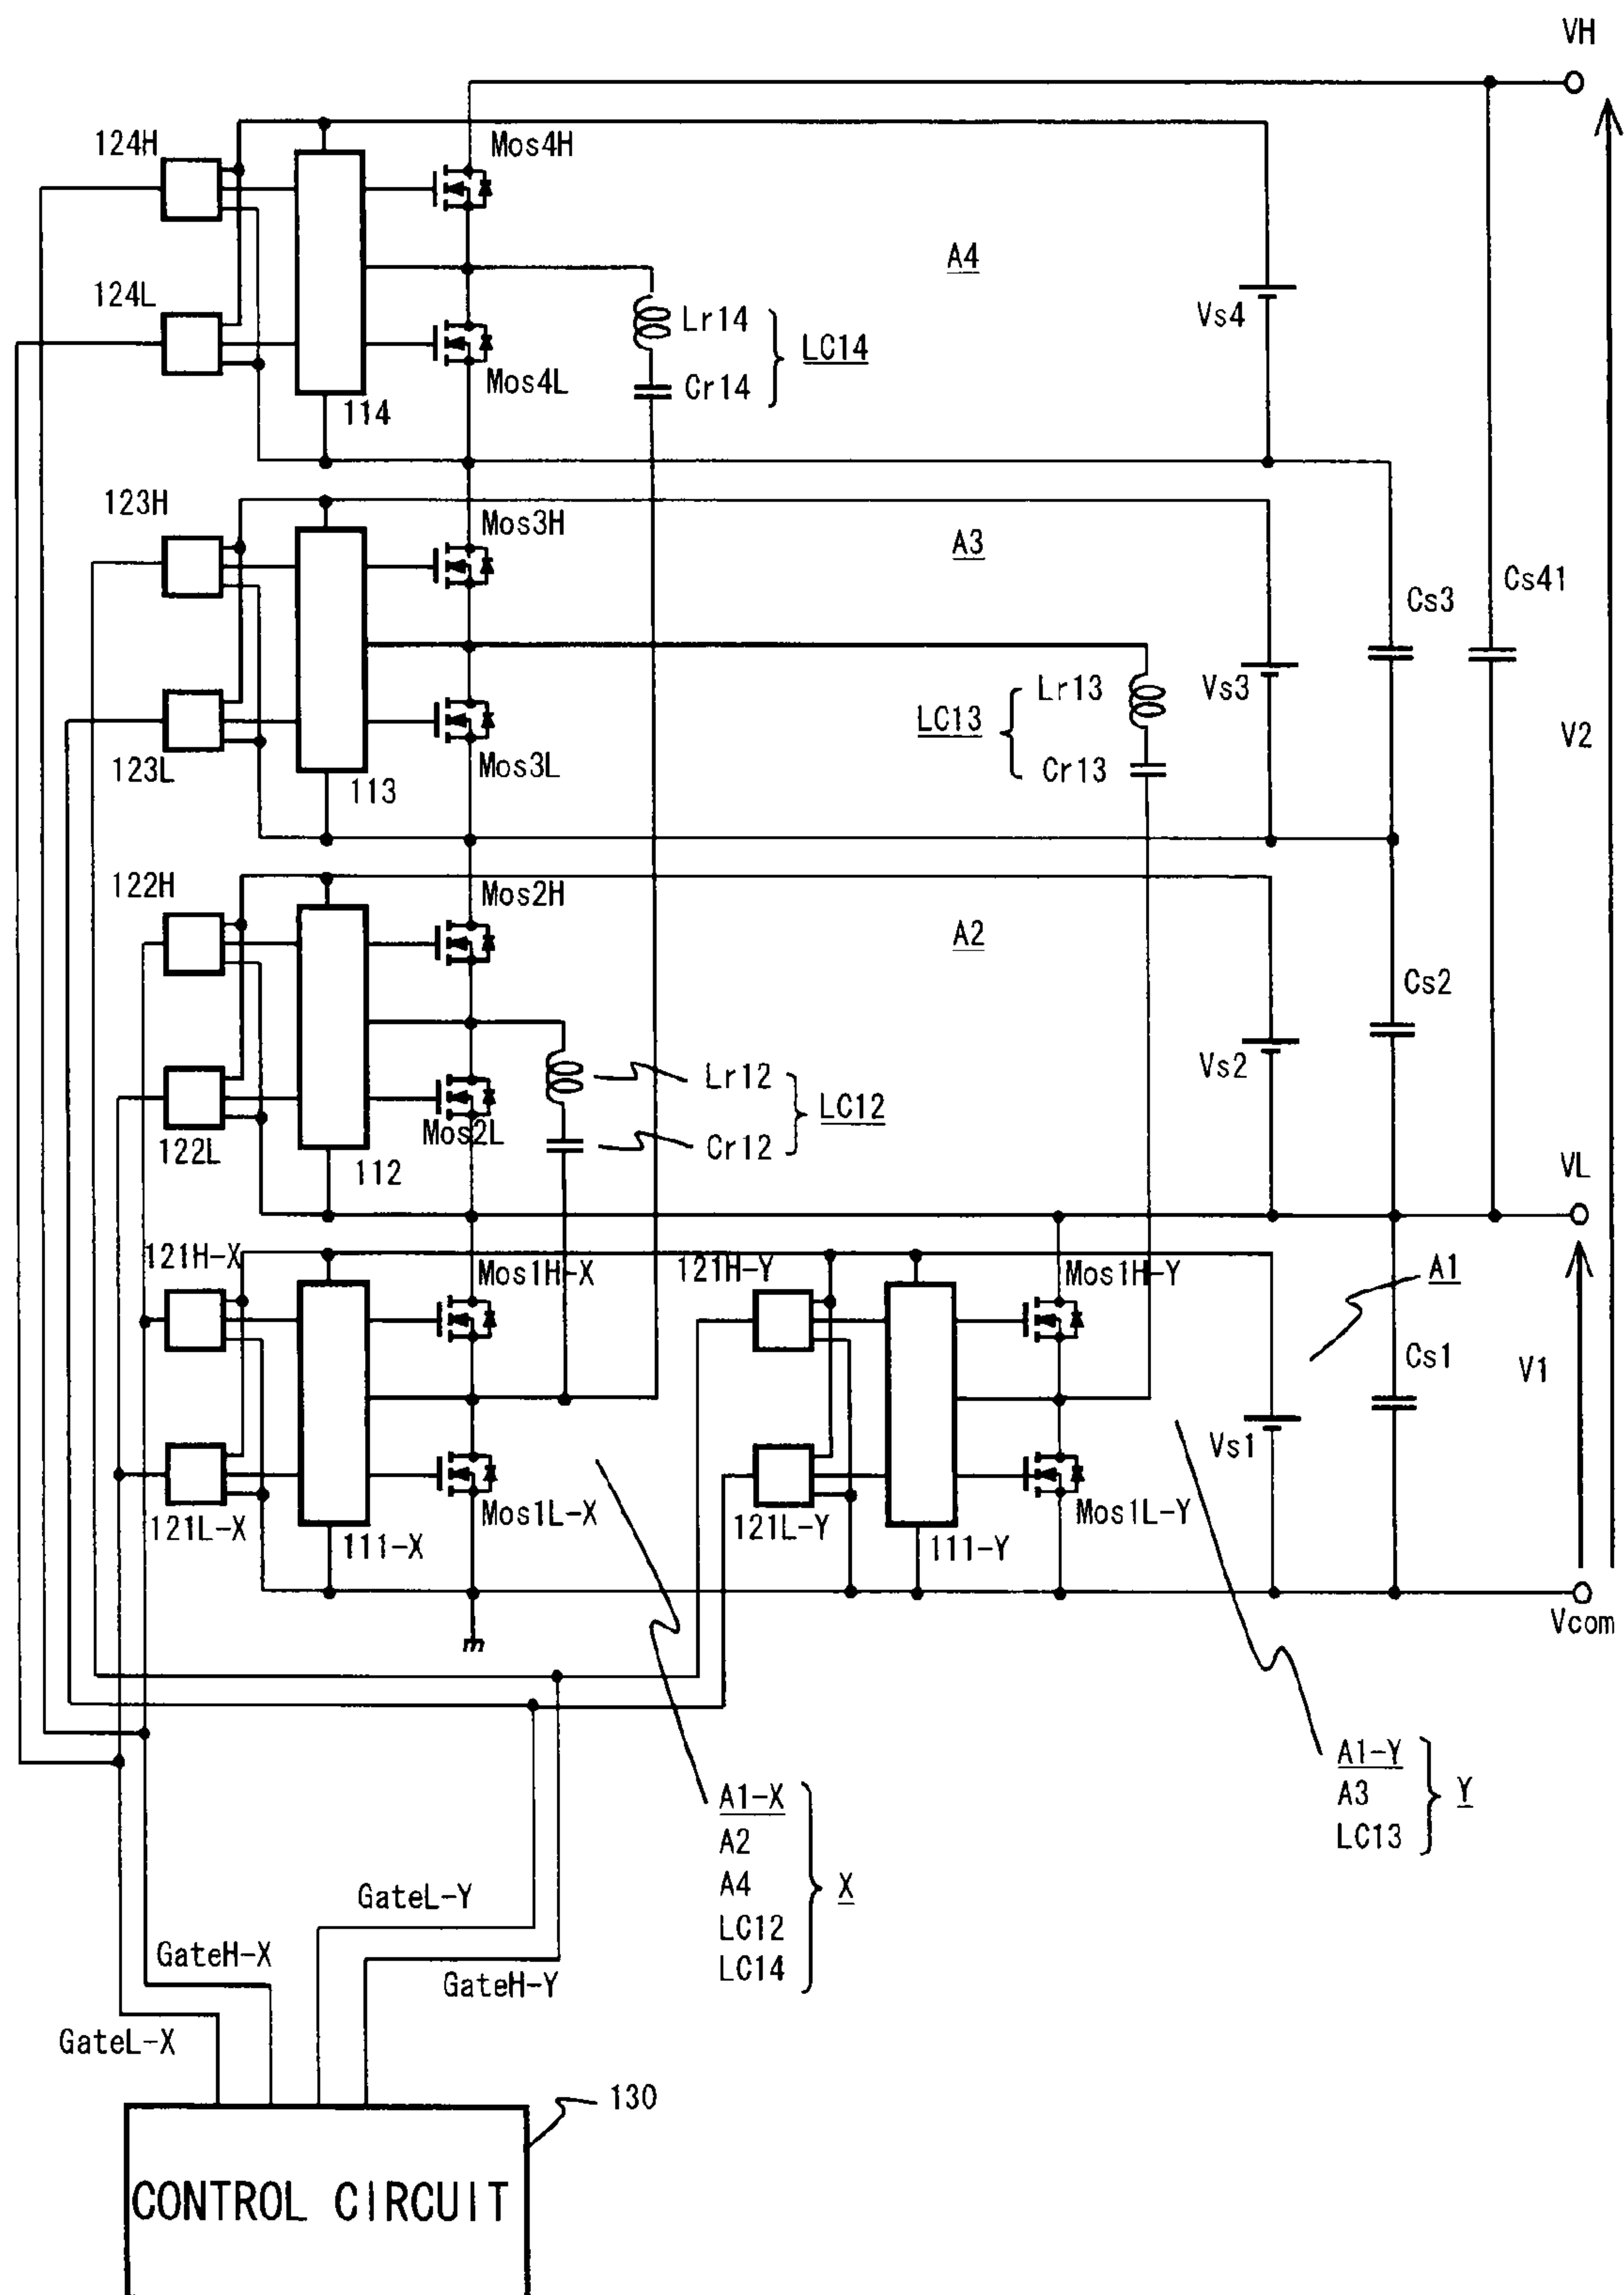 VH
124H
Mos4H
A4
124L
Vs4
Lr14
LC14
Mos4L
Cr14
114
123H
Mos3H
A3
Cs3
Cs41
Lr13
Vs3
LC13
V2
123L
Mos3L
Cr13
113
122H
Mos2H
A2
Cs2
Lr12
Vs2
LC12
Mos2L
122L
Cr12
112
VL
121H-X
Mos1H-X
121H-Y
Mos1H-Y
A1
Cs1
V1
Vs1
121L-X
Mos1L-X
121L-Y
Mos1L-Y
111-X
111-Y
Vcom
A1-X
A2
A4
LC12
LC14
X
A1-Y
A3
LC13
Y
GateL-Y
GateH-X
GateH-Y
GateL-X
130
CONTROL CIRCUIT